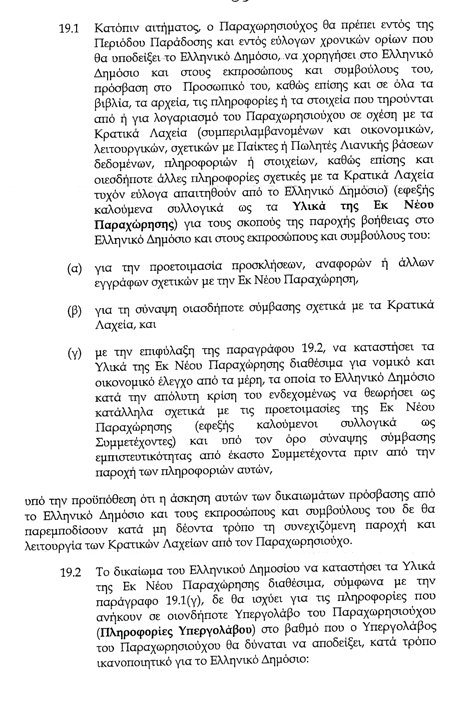 19.1 Κατόπιν αιτήματος, ο Παραχωρησιούχος θα πρέπει εντός της
Περιόδου Παράδοσης και εντός εύλογων χρονικών ορίων που
θα υποδείξει το Ελληνικό Δημόσιο, να χορηγήσει στο Ελληνικό
Δημόσιο και στους εκπροσώπους και συμβούλους του,
πρόσβαση στο Προσωπικό του, καθώς επίσης και σε όλα τα
βιβλία, τα αρχεία, τις πληροφορίες ή τα στοιχεία που τηρούνται
από ή για λογαριασμό του Παραχωρησιούχου σε σχέση με τα
Κρατικά Λαχεία (συμπεριλαμβανομένων και οικονομικών,
λειτουργικών, σχετικών με Παίκτες ή Πωλητές Λιανικής βάσεων
δεδομένων, πληροφοριών ή στοιχείων, καθώς επίσης και
οιεσδήποτε άλλες πληροφορίες σχετικές με τα Κρατικά Λαχεία
τυχόν εύλογα απαιτηθούν από το Ελληνικό Δημόσιο) (εφεξής
καλούμενα συλλογικά ως τα Υλικά της Εκ Νέου
Παραχώρησης) για τους σκοπούς της παροχής βοήθειας στο
Ελληνικό Δημόσιο και στους εκπροσώπους και συμβούλους του:
(α) για την προετοιμασία προσκλήσεων, αναφορών ή άλλων
εγγράφων σχετικών με την Εκ Νέου Παραχώρηση,
(β) για τη σύναψη οιασδήποτε σύμβασης σχετικά με τα Κρατικά
Λαχεία, και
(γ) με την επιφύλαξη της παραγράφου 19.2, να καταστήσει τα
Υλικά της Εκ Νέου Παραχώρησης διαθέσιμα για νομικό και
οικονομικό έλεγχο από τα μέρη, τα οποία το Ελληνικό Δημόσιο
κατά την απόλυτη κρίση του ενδεχομένως να θεωρήσει ως
κατάλληλα σχετικά με τις προετοιμασίες της Εκ Νέου
Παραχώρησης (εφεξής καλούμενοι συλλογικά ως
Συμμετέχοντες) και υπό τον όρο σύναψης σύμβασης
εμπιστευτικότητας από έκαστο Συμμετέχοντα πριν από την
παροχή των πληροφοριών αυτών,
υπό την προϋπόθεση ότι η άσκηση αυτών των δικαιωμάτων πρόσβασης από
το Ελληνικό Δημόσιο και τους εκπροσώπους και συμβούλους του δε θα
παρεμποδίσουν κατά μη δέοντα τρόπο τη συνεχιζόμενη παροχή και
λειτουργία των Κρατικών Λαχείων από τον Παραχωρησιούχο.
19.2 Το δικαίωμα του Ελληνικού Δημοσίου να καταστήσει τα Υλικά
της Εκ Νέου Παραχώρησης διαθέσιμα, σύμφωνα με την
παράγραφο 19.1(γ), δε θα ισχύει για τις πληροφορίες που
ανήκουν σε οιονδήποτε Υπεργολάβο του Παραχωρησιούχου
(Πληροφορίες Υπεργολάβου) στο βαθμό που ο Υπεργολάβος
του Παραχωρησιούχου θα δύναται να αποδείξει, κατά τρόπο
ικανοποιητικό για το Ελληνικό Δημόσιο: